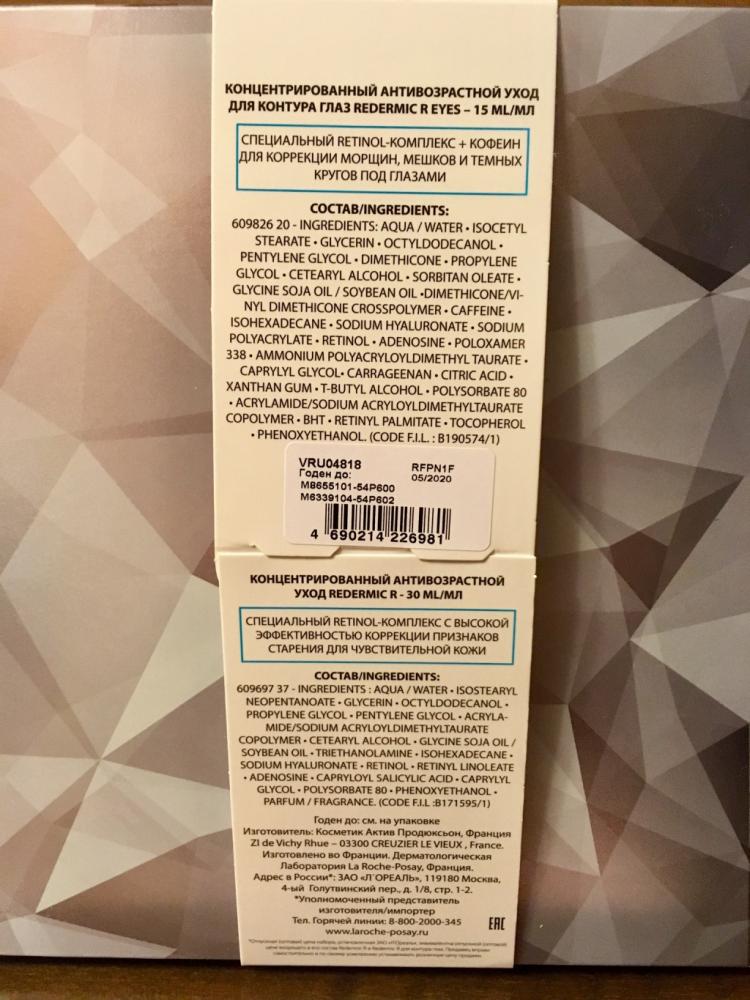 КОНЦЕНТРИРОВАННЫЙ АНТИВОЗРАСТНОЙ УХОД
ДЛЯ КОНТУРА ГЛАЗ REDERMIC R EYES – 15 ML/МЛ
СПЕЦИАЛЬНЫЙ RETINOL-КОМПЛЕКС + КОФЕИН
ДЛЯ КОРРЕКЦИИ МОРЩИН, МЕШКОВ И ТЕМНЫХ
КРУГОВ ПОД ГЛАЗАМИ
СОСТАВ/INGREDIENTS:
609826 20 - INGREDIENTS: AQUA / WATER • ISOCETYL
STEARATE • GLYCERIN • OCTYLDODECANOL •
PENTYLENE GLYCOL • DIMETHICONE • PROPYLENE
GLYCOL • CETEARYL ALCOHOL • SORBITAN OLEATE •
GLYCINE SOJA OIL / SOYBEAN OIL •DIMETHICONE/VI-
NYL DIMETHICONE CROSSPOLYMER • CAFFEINE •
ISOHEXADECANE • SODIUM HYALURONATE • SODIUM
POLYACRYLATE • RETINOL • ADENOSINE • POLOXAMER
338 • AMMONIUM POLYACRYLOYLDIMETHYL TAURATE •
CAPRYLYL GLYCOL• CARRAGEENAN • CITRIC ACID •
XANTHAN GUM • T-BUTYL ALCOHOL • POLYSORBATE 80
• ACRYLAMIDE/SODIUM ACRYLOYLDIMETHYLTAURATE
COPOLYMER • BHT • RETINYL PALMITATE • TOCOPHEROL
• PHENOXYETHANOL. (CODE F.I.L. : B190574/1)
VRU04818 RFPN1F
Годен до: 05/2020
MB655101-54P600
M6339104-54P602
4 690214 226981
КОНЦЕНТРИРОВАННЫЙ АНТИВОЗРАСТНОЙ
УХОД REDERMIC R - 30 ML/МЛ
СПЕЦИАЛЬНЫЙ RETINOL-КОМПЛЕКС С ВЫСОКОЙ
ЭФФЕКТИВНОСТЬЮ КОРРЕКЦИИ ПРИЗНАКОВ
СТАРЕНИЯ ДЛЯ ЧУВСТВИТЕЛЬНОЙ КОЖИ
СОСТАВ/INGREDIENTS:
609697 37 - INGREDIENTS : AQUA / WATER • ISOSTEARYL
NEOPENTANOATE • GLYCERIN • OCTYLDODECANOL •
PROPYLENE GLYCOL • PENTYLENE GLYCOL • ACRYLA-
MIDE/SODIUM ACRYLOYLDIMETHYLTAURATE
COPOLYMER • CETEARYL ALCOHOL • GLYCINE SOJA OIL /
SOYBEAN OIL • TRIETHANOLAMINE • ISOHEXADECANE •
SODIUM HYALURONATE • RETINOL • RETINYL LINOLEATE
• ADENOSINE • CAPRYLOYL SALICYLIC ACID • CAPRYLYL
GLYCOL • POLYSORBATE 80 • PHENOXYETHANOL •
PARFUM / FRAGRANCE. (CODE F.I.L :B171595/1)
Годен до: см. на упаковке
Изготовитель: Косметик Актив Продюксьон, Франция
ZI de Vichy Rhue – 03300 CREUZIER LE VIEUX , France.
Изготовлено во Франции. Дерматологическая
Лаборатория La Roche-Posay, Франция.
Адрес в России*: ЗАО «Л`ОРЕАЛЬ», 119180 Москва,
4-ый Голутвинский пер., д. 1/8, стр. 1-2.
*Уполномоченный представитель
изготовителя/импортер
Тел. Горячей линии: 8-800-2000-345
www.laroche-posay.ru
EAC